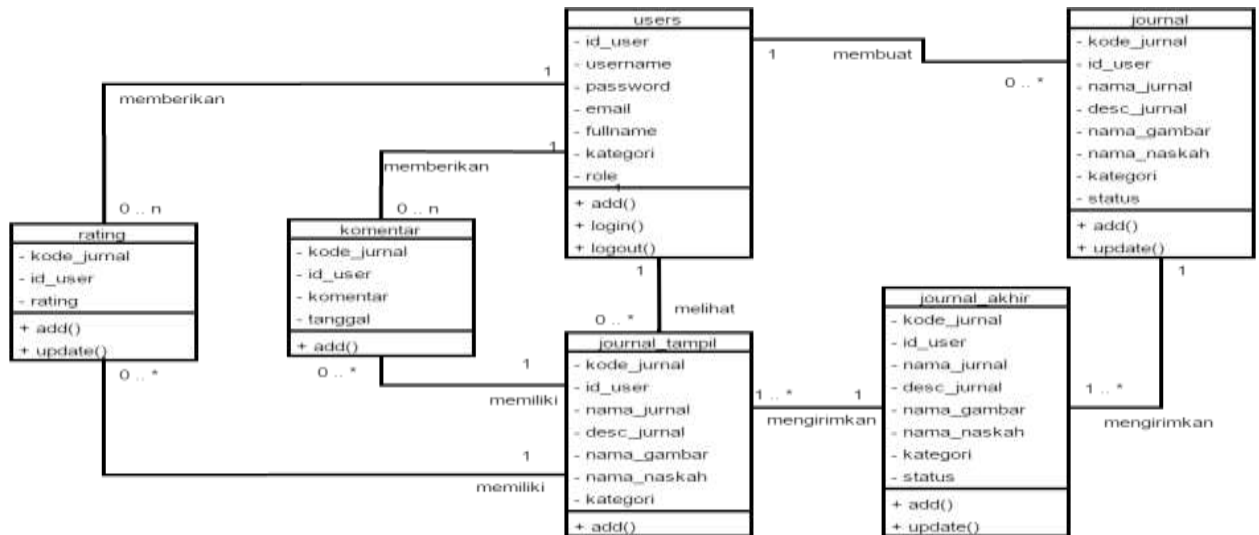 users
- id_user
- username
- password
- email
- fullname
- kategori
- role
1
+ add()
+ login()
+ logout()
journal
- kode_jurnal
- id_user
- nama_jurnal
- desc_jurnal
- nama_gambar
- nama_naskah
- kategori
- status
+ add()
+ update()
1
membuat
0 .. *
1
memberikan
0 .. n
1
memberikan
0 .. n
rating
- kode_jurnal
- id_user
- rating
+ add()
+ update()
komentar
- kode_jurnal
- id_user
- komentar
- tanggal
+ add()
1
melihat
0 .. *
journal_tampil
- kode_jurnal
- id_user
- nama_jurnal
- desc_jurnal
- nama_gambar
- nama_naskah
- kategori
+ add()
journal_akhir
- kode_jurnal
- id_user
- nama_jurnal
- desc_jurnal
- nama_gambar
- nama_naskah
- kategori
- status
+ add()
+ update()
1
1 .. *
mengirimkan
1 .. *
1
mengirimkan
0 .. *
1
memiliki
0 .. *
1
memiliki